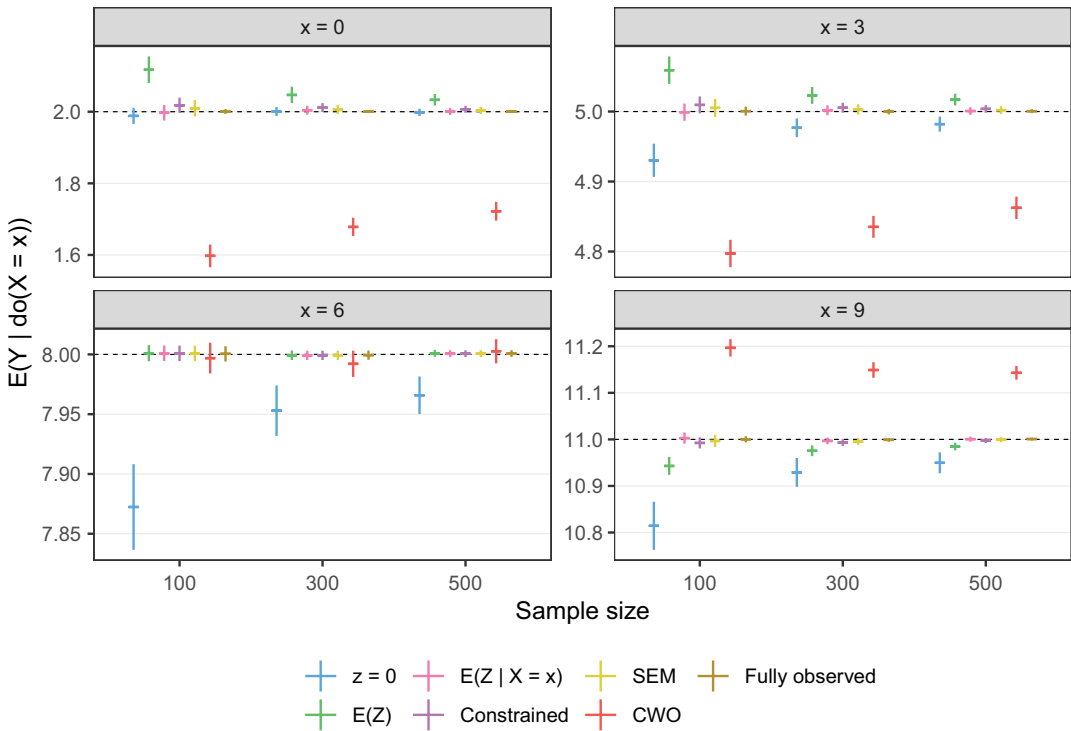 x = 0
x = 3
2.0
1.8
1.6
5.0
4.9
4.8
E(Y | do(X = x))
x = 6
x = 9
8.00
7.95
7.90
7.85
11.2
11.1
11.0
10.9
10.8
100 300 500
100 300 500
Sample size
z = 0 E(Z | X = x) SEM Fully observed
E(Z) Constrained CWO